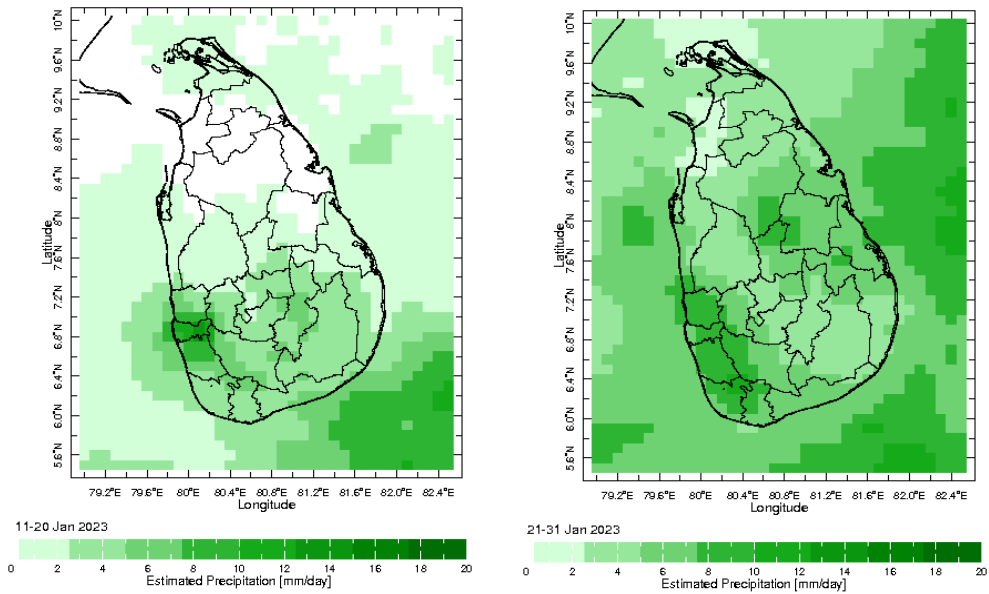 10°N
9.6°N
9.2°N
8.8°N
8.4°N
8°N
7.6°N
7.2°N
6.8°N
6.4°N
6.0°N
5.6°N
Latitude
79.2°E 79.6°E 80°E 80.4°E 80.8°E 81.2°E 81.6°E 82.0°E 82.4°E
Longitude
11-20 Jan 2023
0 2 4 6 8 10 12 14 16 18 20
Estimated Precipitation [mm/day]
10°N
9.6°N
9.2°N
8.8°N
8.4°N
8°N
7.6°N
7.2°N
6.8°N
6.4°N
6.0°N
5.6°N
Latitude
79.2°E 79.6°E 80°E 80.4°E 80.8°E 81.2°E 81.6°E 82.0°E 82.4°E
Longitude
21-31 Jan 2023
0 2 4 6 8 10 12 14 16 18 20
Estimated Precipitation [mm/day]